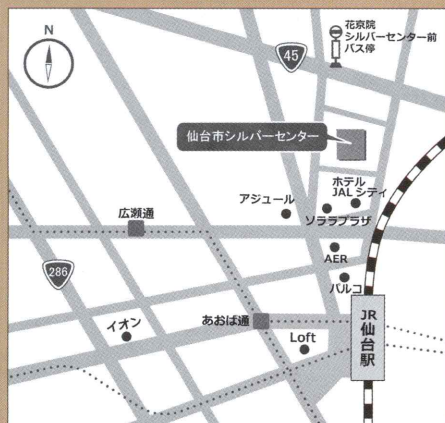 N
花京院
シルバーセンター前
バス停
45
仙台市シルバーセンター
ホテル
JALシティ
アジュール
ソララプラザ
広瀬通
AER
286
パルコ
あおば通
JR
仙台駅
イオン
Loft